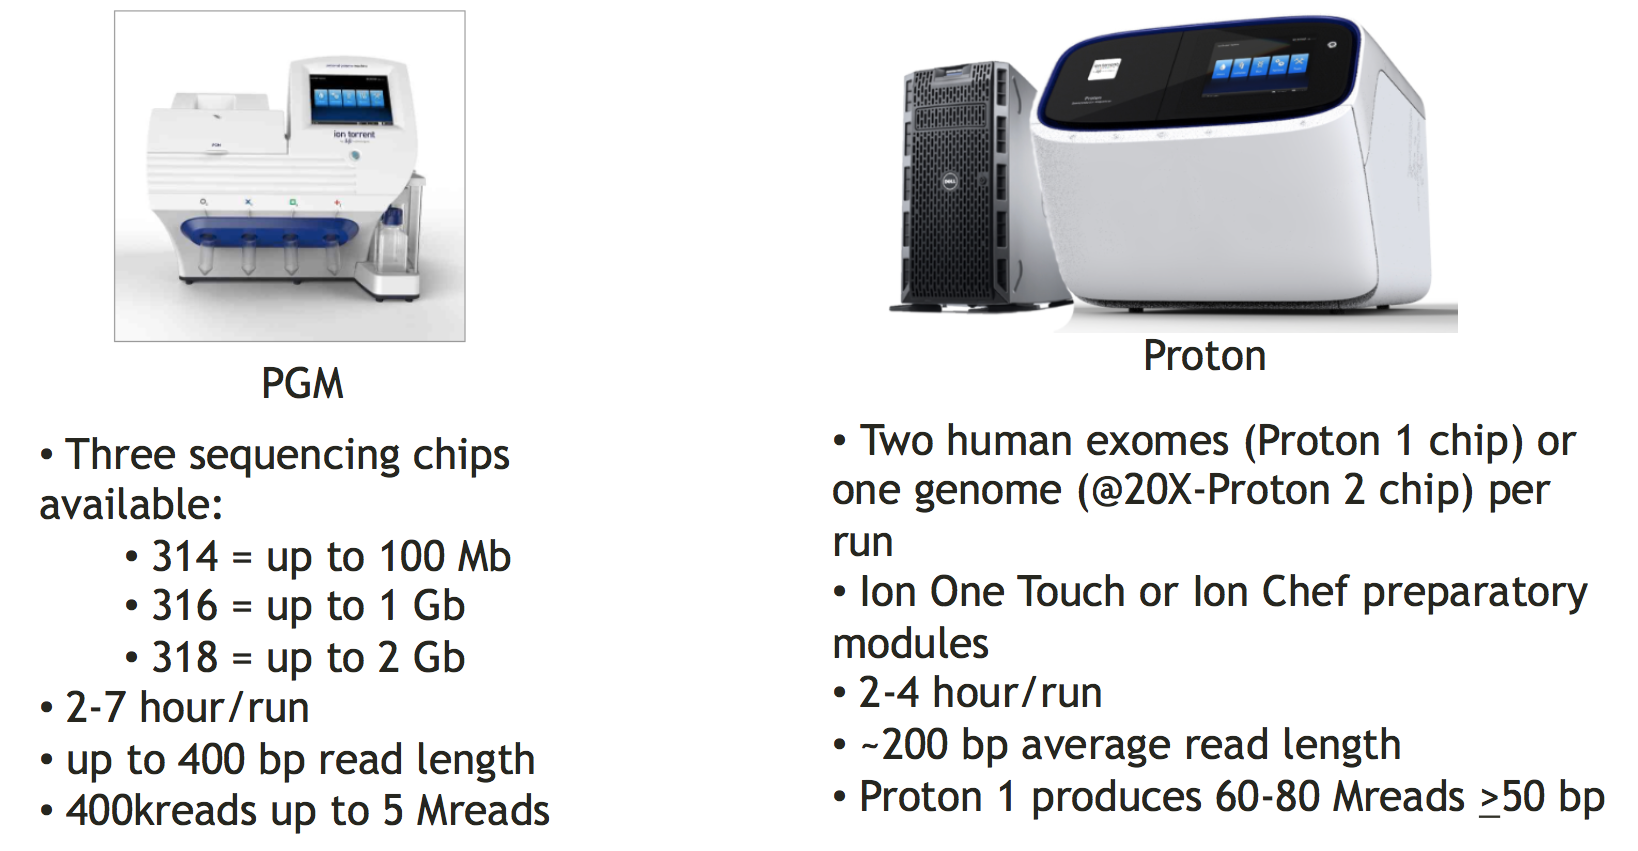 ion torrent
DELL
PGM
• Three sequencing chips
available:
• 314 = up to 100 Mb
• 316 = up to 1 Gb
• 318 = up to 2 Gb
• 2-7 hour/run
• up to 400 bp read length
• 400kreads up to 5 Mreads
Proton
Proton
• Two human exomes (Proton 1 chip) or
one genome (@20X-Proton 2 chip) per
run
• Ion One Touch or Ion Chef preparatory
modules
• 2-4 hour/run
• ~200 bp average read length
• Proton 1 produces 60-80 Mreads ≥50 bp